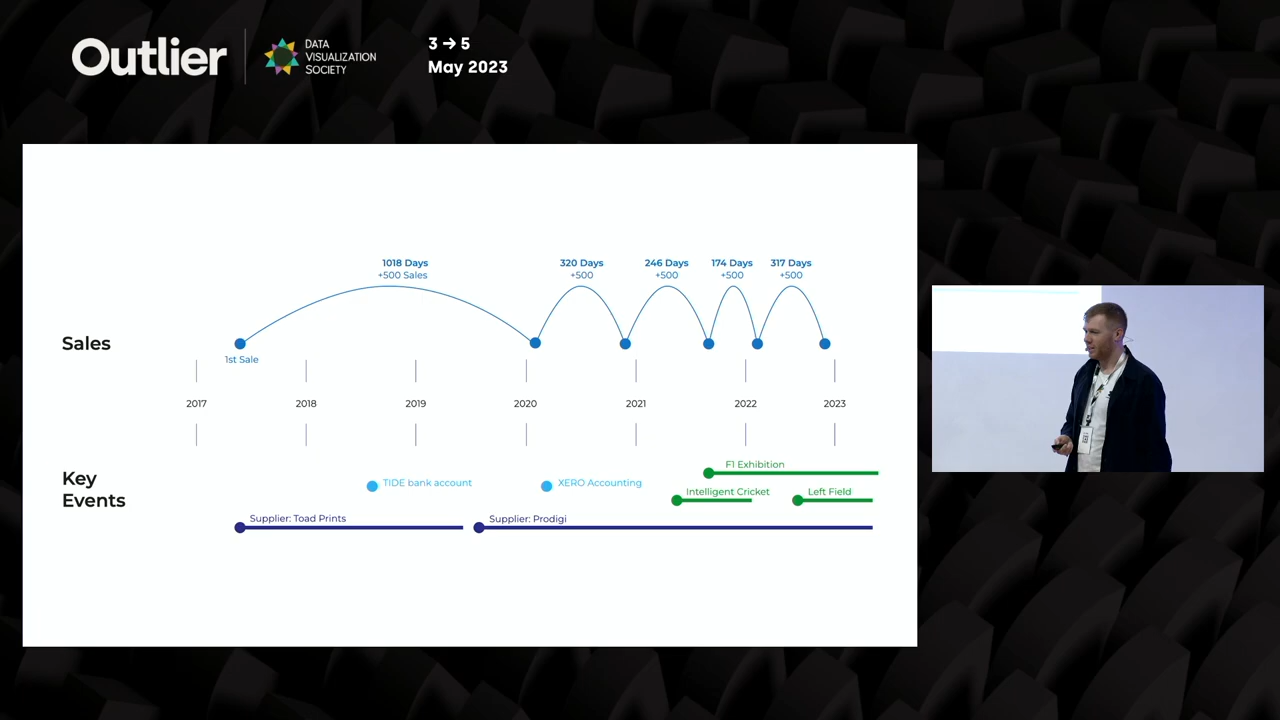 Outlier
DATA
VISUALIZATION
SOCIETY
3 → 5
May 2023
1018 Days
+500 Sales
320 Days
+500
246 Days
+500
174 Days
+500
317 Days
+500
Sales
1st Sale
2017
2018
2019
2020
2021
2022
2023
Key
Events
F1 Exhibition
TIDE bank account
XERO Accounting
Intelligent Cricket
Left Field
Supplier: Toad Prints
Supplier: Prodigi